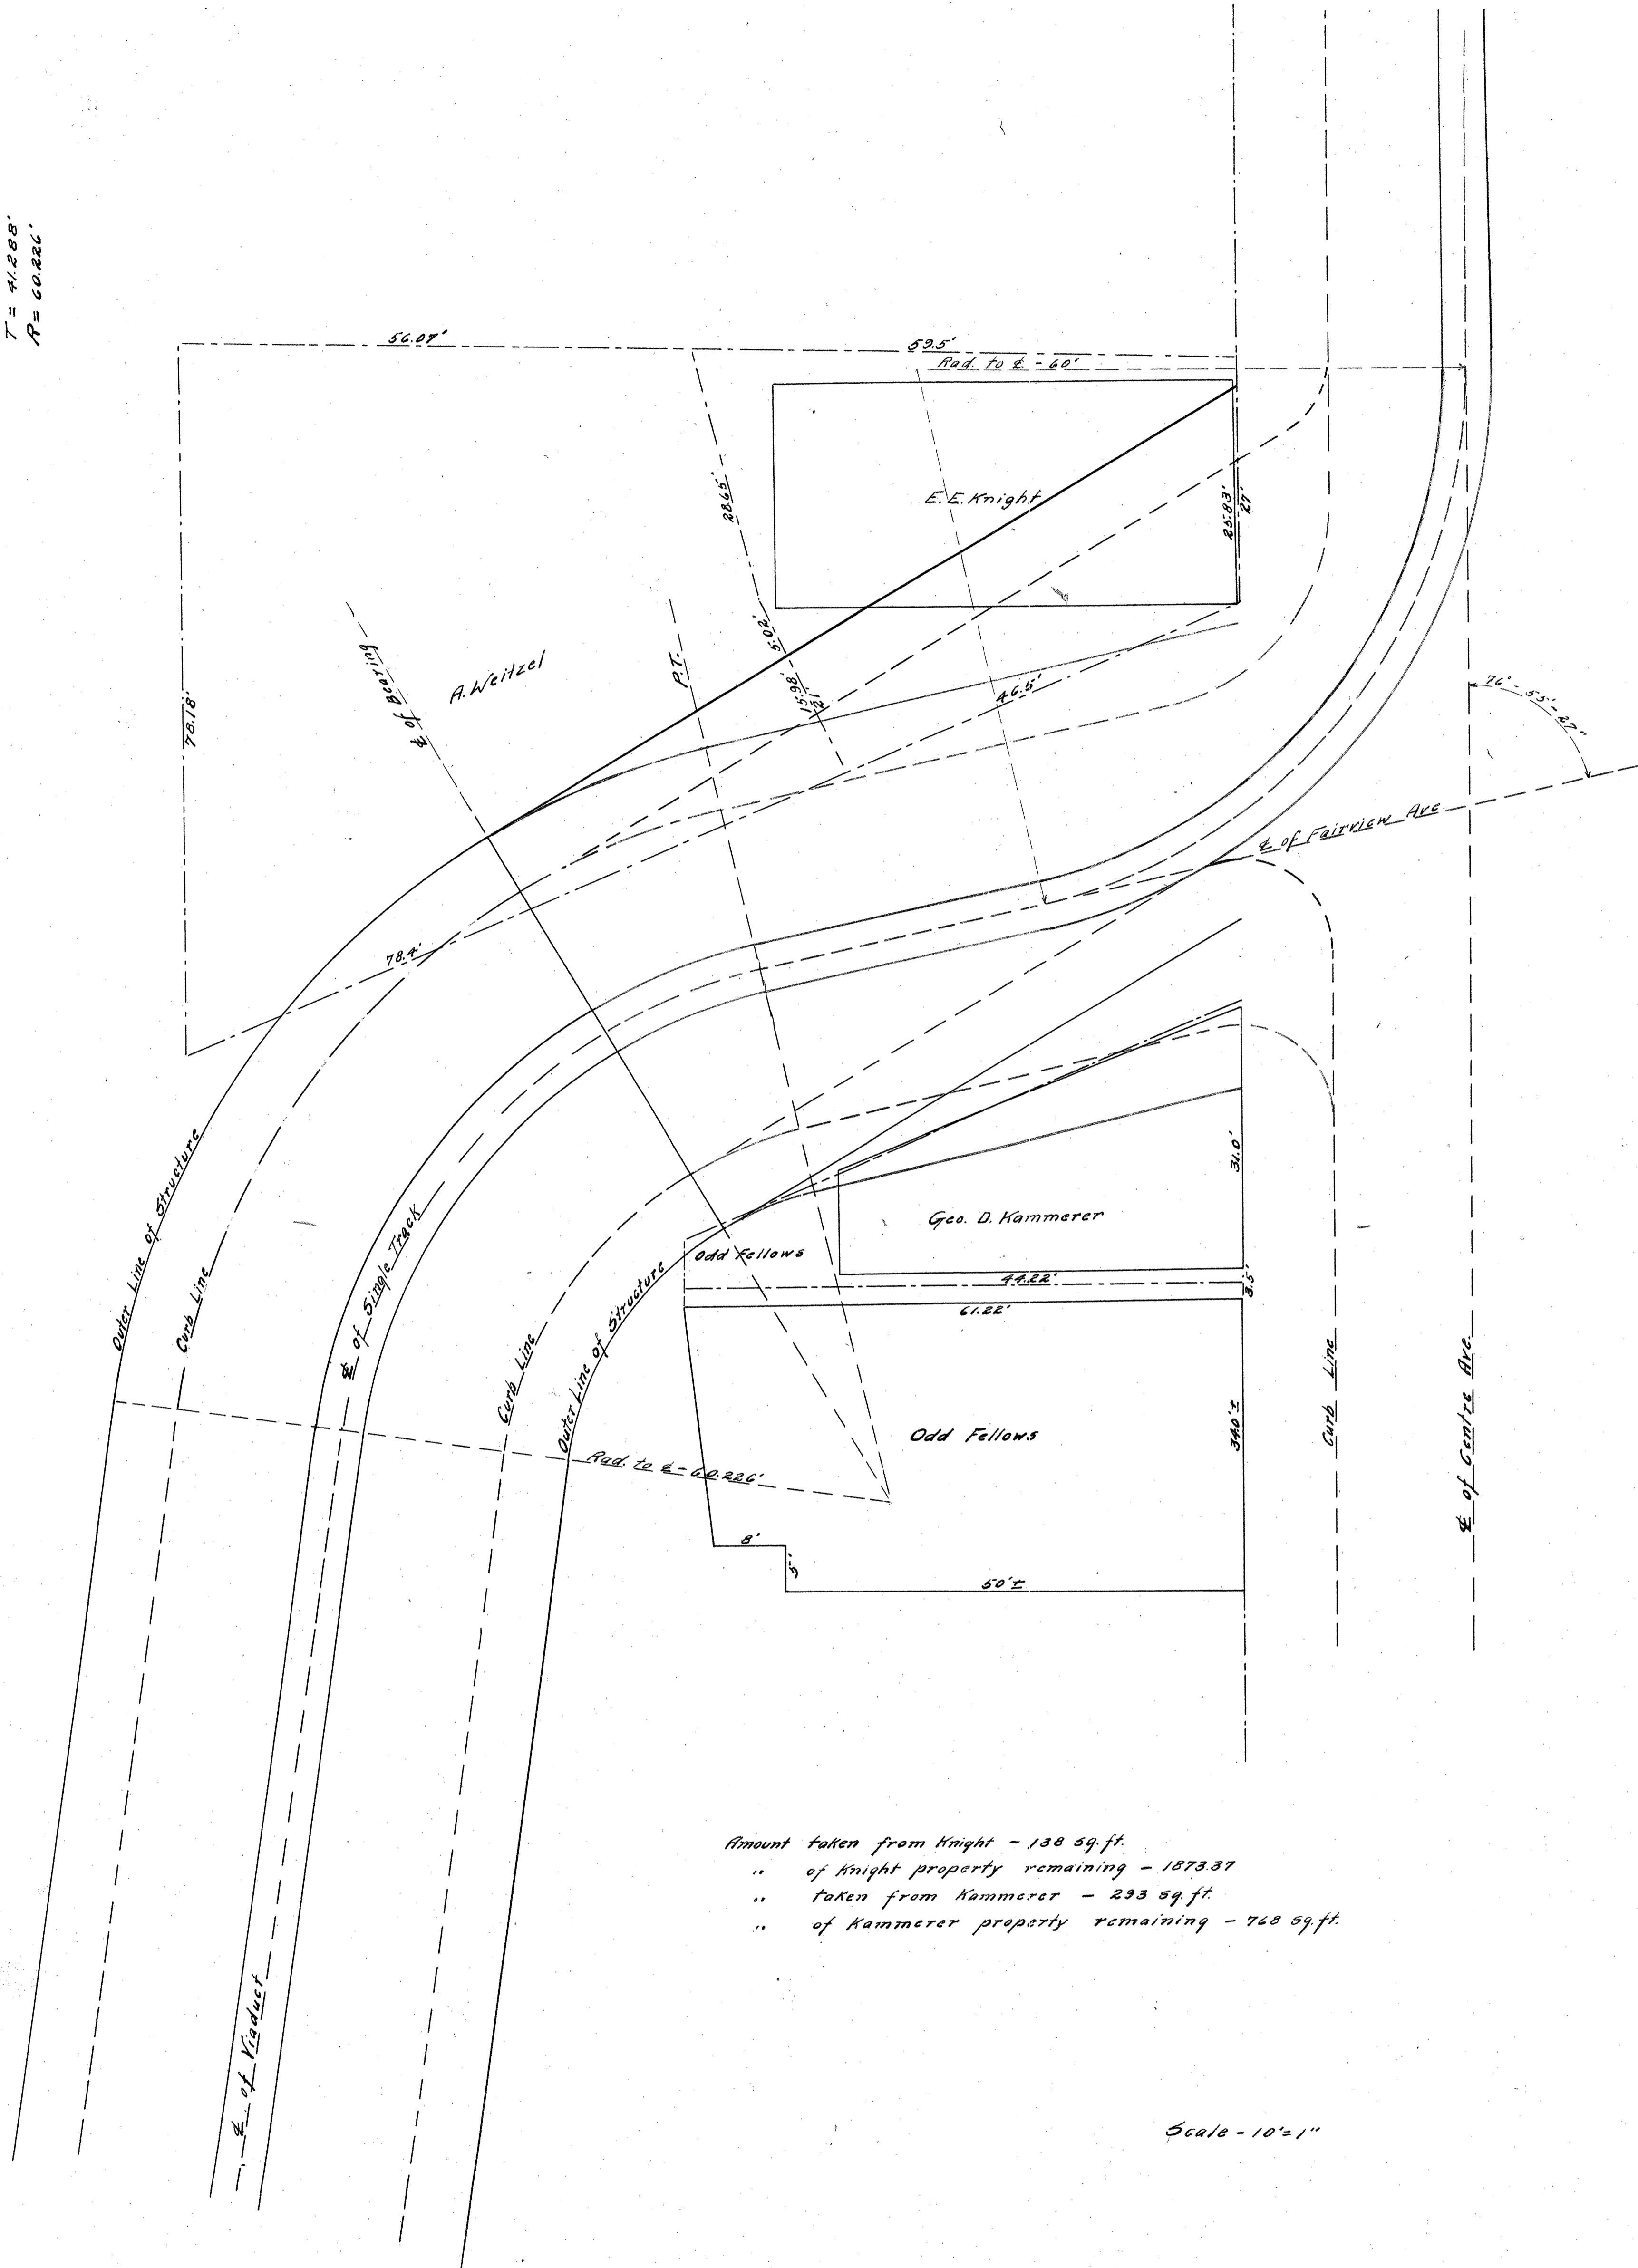 T = 41.288'
R = 60.226'
56.07'
59.5'
Rad. to ℄ - 60'
E.E. Knight
28.65'
25.83'
27'
5.02'
15.98'
21'
46.5'
P.T.
A. Weitzel
℄ of Bearing
78.18'
78.4'
76°-55'-27"
℄ of Fairview Ave.
Outer Line of Structure
Curb Line
℄ of Single Track
Curb Line
Outer Line of Structure
Geo. D. Kammerer
31.0'
Odd Fellows
44.22'
3.5'
61.22'
Odd Fellows
34.0'±
Rad. to ℄ - 60.226'
8'
5'
50'±
Curb Line
℄ of Centre Ave.
℄ of Viaduct
Amount taken from Knight - 138 sq. ft.
" of Knight property remaining - 1873.37
" taken from Kammerer - 293 sq. ft.
" of Kammerer property remaining - 768 sq. ft.
Scale - 10' = 1"